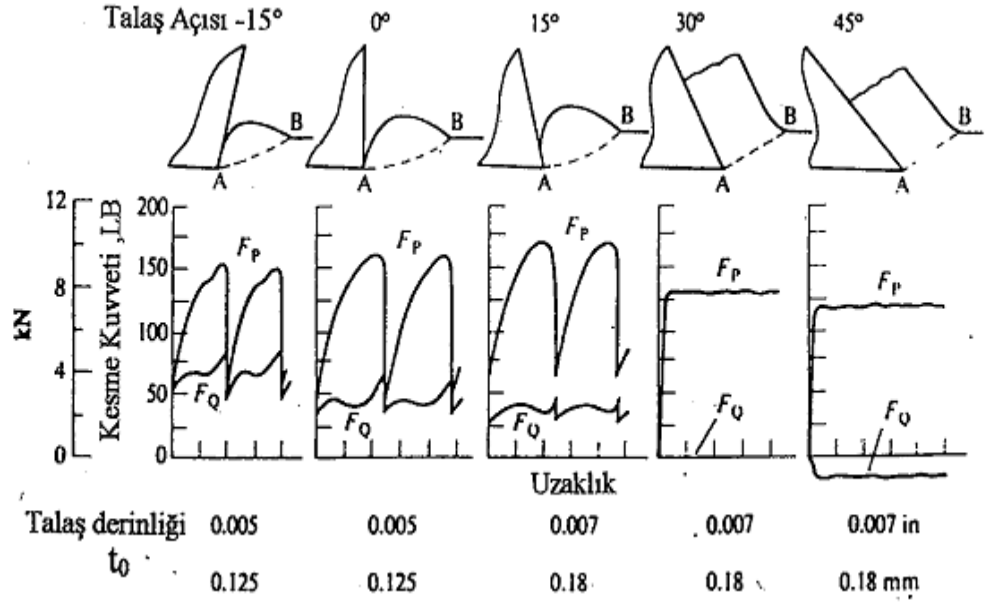 Talaş Açısı -15° 0° 15° 30° 45°
B B B B B
A A A A A
12 200
Kesme Kuvveti ,LB
kN
8 150
100
4
50
0 0
F_P F_P F_P F_P F_P
F_Q F_Q F_Q F_Q F_Q
Uzaklık
Talaş derinliği 0.005 0.005 0.007 0.007 0.007 in
t₀ 0.125 0.125 0.18 0.18 0.18 mm